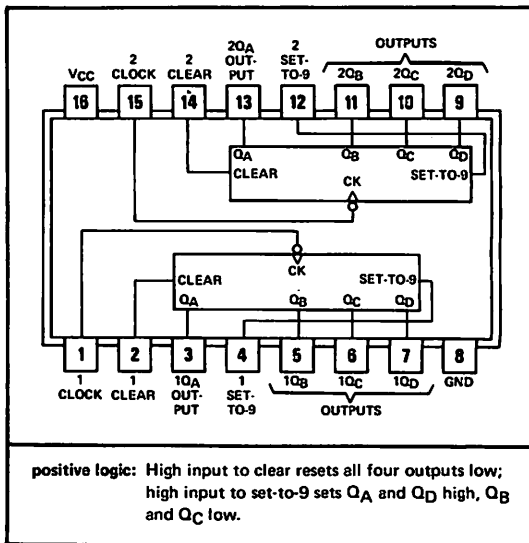 OUTPUTS
2 2 2QA 2
VCC CLOCK CLEAR OUT- SET- 2QB 2QC 2QD
PUT TO-9
16 15 14 13 12 11 10 9
QA QB QC QD
CLEAR SET-TO-9
CK
CK
CLEAR SET-TO-9
QA QB QC QD
1 2 3 4 5 6 7 8
1 1 1QA 1 1QB 1QC 1QD GND
CLOCK CLEAR OUT- SET- OUTPUTS
PUT TO-9
positive logic: High input to clear resets all four outputs low;
high input to set-to-9 sets QA and QD high, QB
and QC low.